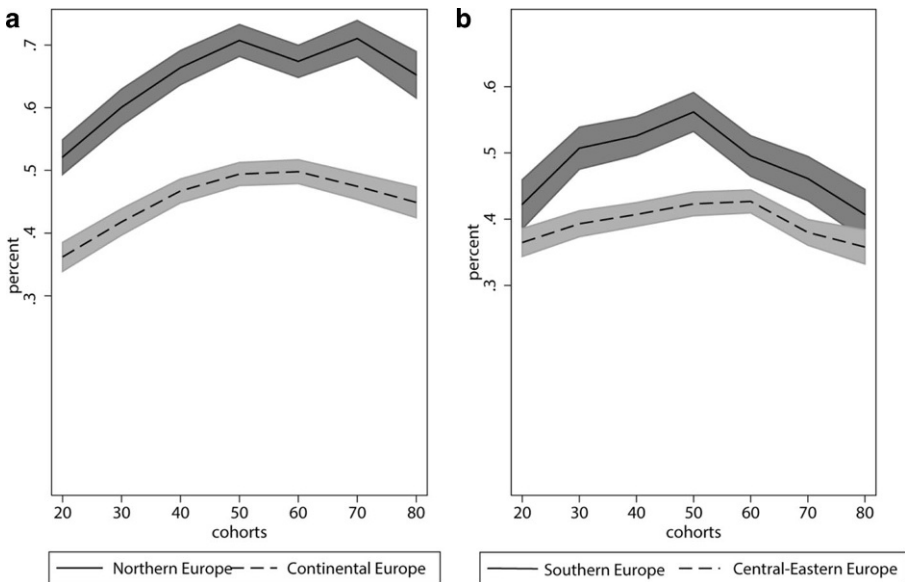 a
.7
.6
.5
.4
.3
percent
20 30 40 50 60 70 80
cohorts
Northern Europe Continental Europe
b
.6
.5
.4
.3
percent
20 30 40 50 60 70 80
cohorts
Southern Europe Central-Eastern Europe